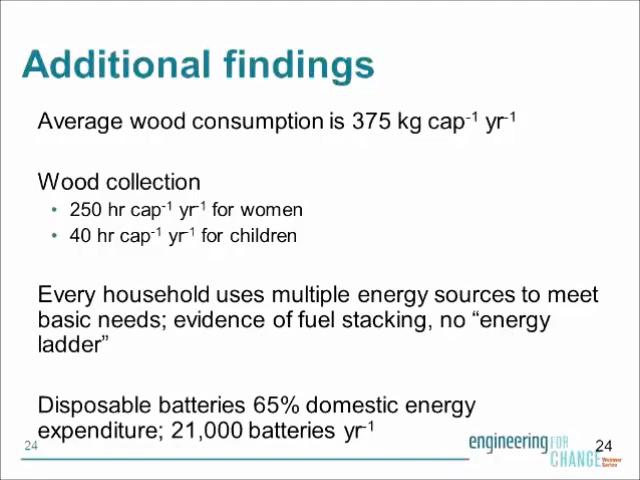 Additional findings
Average wood consumption is 375 kg cap⁻¹ yr⁻¹
Wood collection
• 250 hr cap⁻¹ yr⁻¹ for women
• 40 hr cap⁻¹ yr⁻¹ for children
Every household uses multiple energy sources to meet
basic needs; evidence of fuel stacking, no “energy
ladder”
Disposable batteries 65% domestic energy
expenditure; 21,000 batteries yr⁻¹
24
engineering FOR
CHANGE Webinar
Series
24